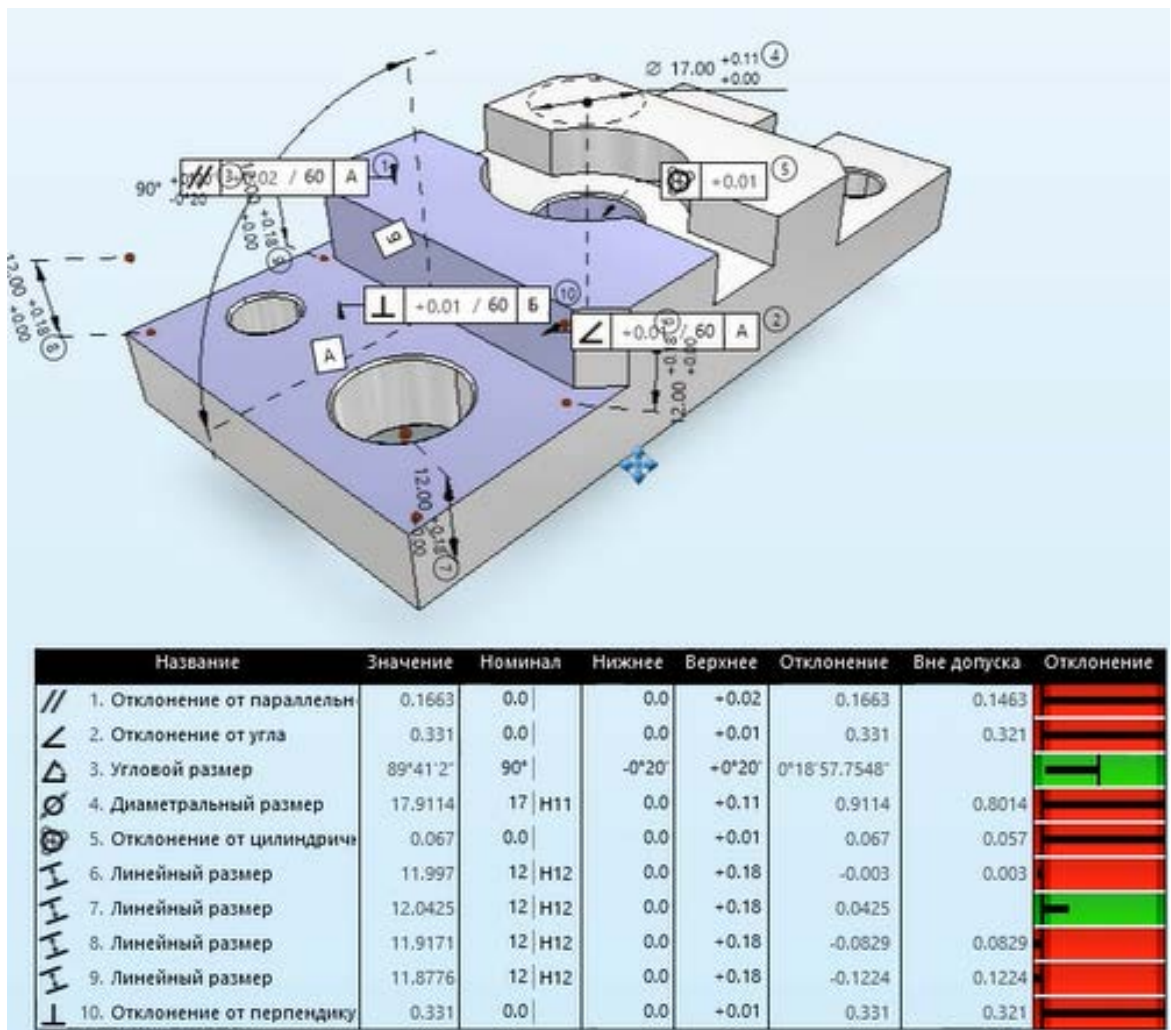 ⌀ 17.00 +0.11 +0.00 4
90° -0°20'
// 3 +0.02 / 60 A 1
+0.01 5
+0.18 +0.00
Б
12.00 +0.18 +0.00 8
⊥ +0.01 / 60 Б 10
∠ +0.01 / 60 A 2
A
12.00 +0.18 +0.00
12.00 +0.18 7
Название Значение Номинал Нижнее Верхнее Отклонение Вне допуска Отклонение
// 1. Отклонение от параллельн 0.1663 0.0 0.0 +0.02 0.1663 0.1463
∠ 2. Отклонение от угла 0.331 0.0 0.0 +0.01 0.331 0.321
3. Угловой размер 89°41'2" 90° -0°20' +0°20' 0°18'57.7548"
4. Диаметральный размер 17.9114 17 H11 0.0 +0.11 0.9114 0.8014
5. Отклонение от цилиндричн 0.067 0.0 0.0 +0.01 0.067 0.057
6. Линейный размер 11.997 12 H12 0.0 +0.18 -0.003 0.003
7. Линейный размер 12.0425 12 H12 0.0 +0.18 0.0425
8. Линейный размер 11.9171 12 H12 0.0 +0.18 -0.0829 0.0829
9. Линейный размер 11.8776 12 H12 0.0 +0.18 -0.1224 0.1224
⊥ 10. Отклонение от перпендику 0.331 0.0 0.0 +0.01 0.331 0.321